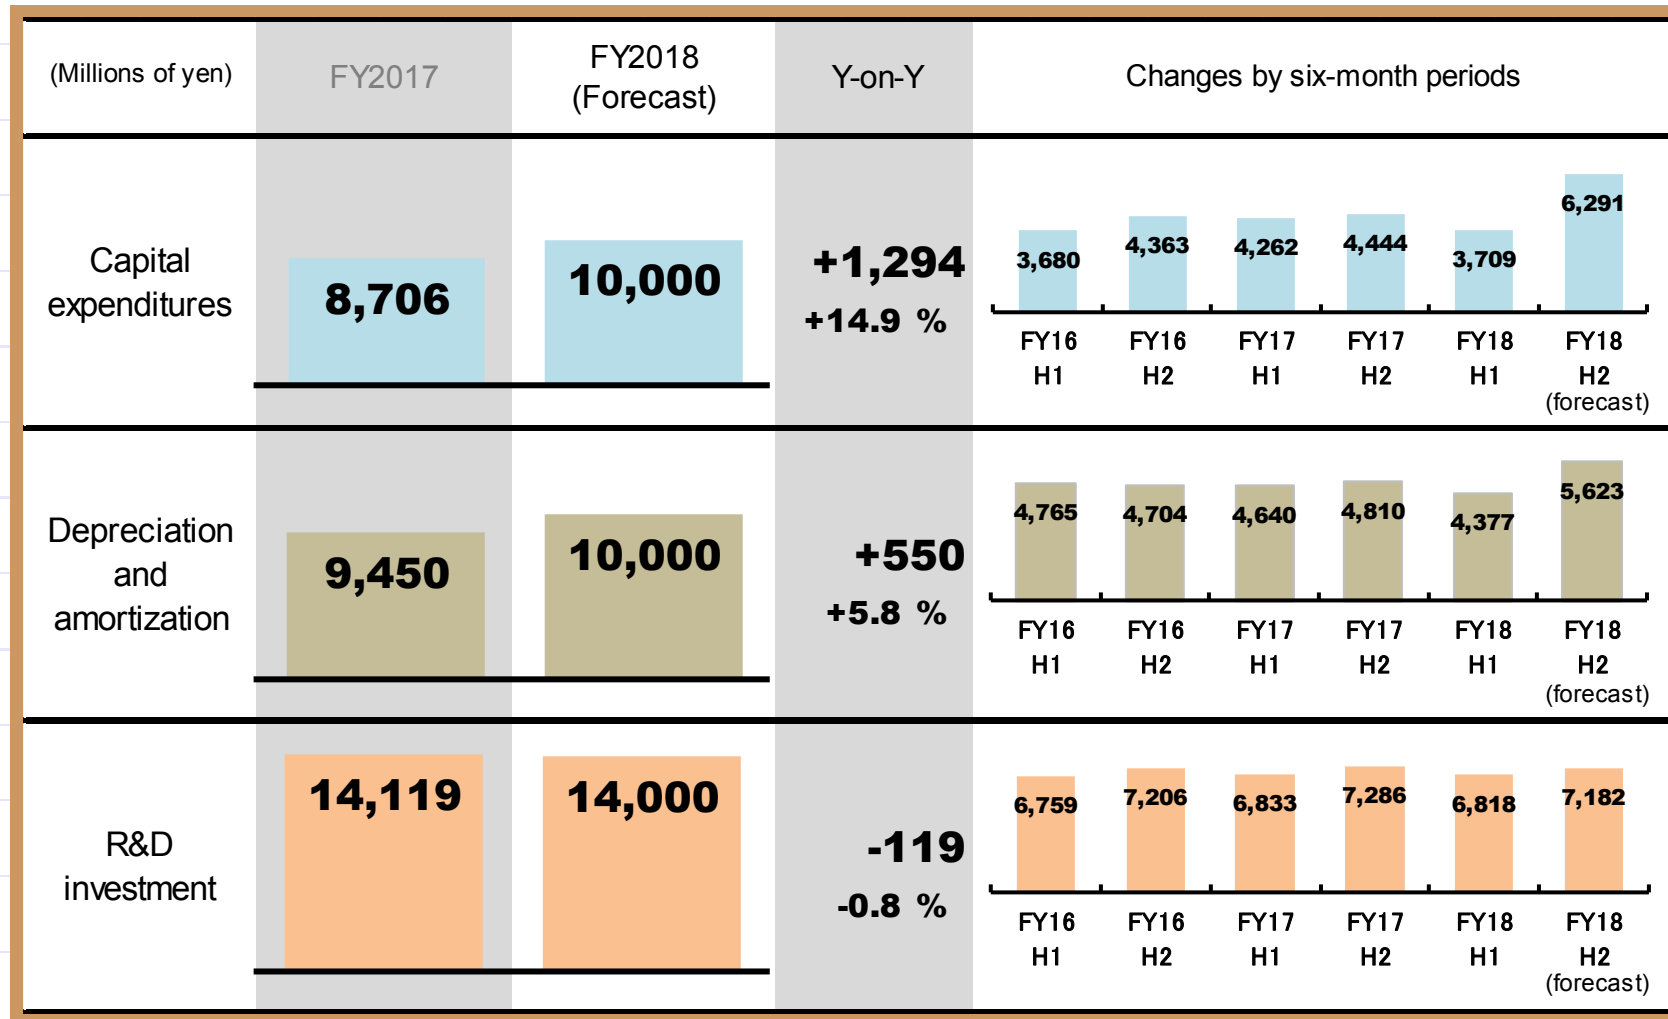 (Millions of yen)
FY2017
FY2018
(Forecast)
Y-on-Y
Changes by six-month periods
Capital
expenditures
8,706
10,000
+1,294
+14.9 %
3,680
4,363
4,262
4,444
3,709
6,291
FY16 FY16 FY17 FY17 FY18 FY18
H1 H2 H1 H2 H1 H2
(forecast)
Depreciation
and
amortization
9,450
10,000
+550
+5.8 %
4,765
4,704
4,640
4,810
4,377
5,623
FY16 FY16 FY17 FY17 FY18 FY18
H1 H2 H1 H2 H1 H2
(forecast)
R&D
investment
14,119
14,000
-119
-0.8 %
6,759
7,206
6,833
7,286
6,818
7,182
FY16 FY16 FY17 FY17 FY18 FY18
H1 H2 H1 H2 H1 H2
(forecast)